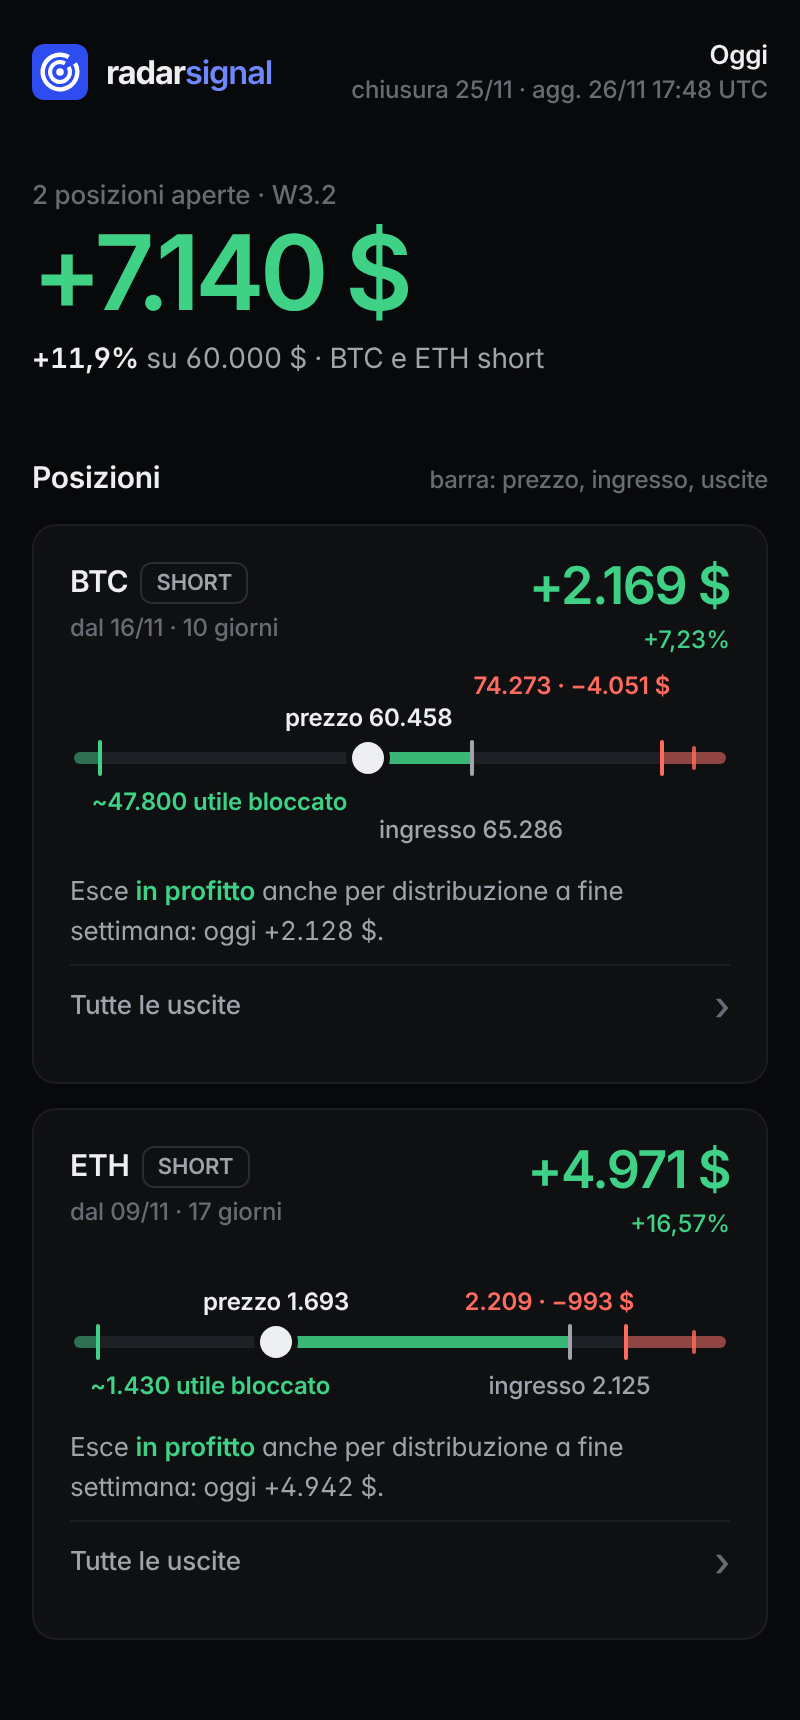 radarsignal
Oggi
chiusura 25/11 · agg. 26/11 17:48 UTC
2 posizioni aperte · W3.2
+7.140 $
+11,9% su 60.000 $ · BTC e ETH short
Posizioni
barra: prezzo, ingresso, uscite
BTC SHORT
+2.169 $
dal 16/11 · 10 giorni
+7,23%
74.273 · −4.051 $
prezzo 60.458
~47.800 utile bloccato
ingresso 65.286
Esce in profitto anche per distribuzione a fine
settimana: oggi +2.128 $.
Tutte le uscite
ETH SHORT
+4.971 $
dal 09/11 · 17 giorni
+16,57%
prezzo 1.693
2.209 · −993 $
~1.430 utile bloccato
ingresso 2.125
Esce in profitto anche per distribuzione a fine
settimana: oggi +4.942 $.
Tutte le uscite